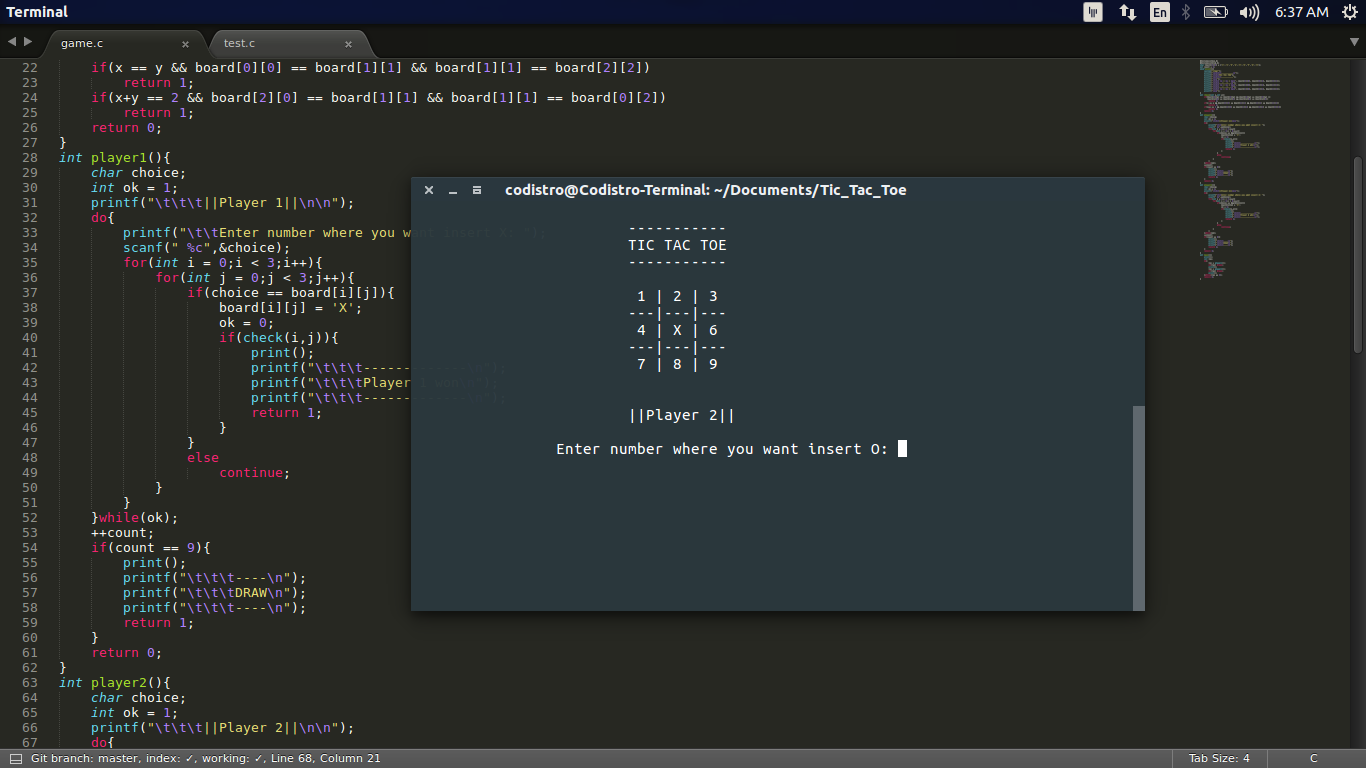 Terminal
En
6:37 AM
game.c
test.c
22 if(x == y && board[0][0] == board[1][1] && board[1][1] == board[2][2])
23 return 1;
24 if(x+y == 2 && board[2][0] == board[1][1] && board[1][1] == board[0][2])
25 return 1;
26 return 0;
27 }
28 int player1(){
29 char choice;
30 int ok = 1;
31 printf("\t\t\t||Player 1||\n\n");
32 do{
33 printf("\t\tEnter number where you w
34 scanf(" %c",&choice);
35 for(int i = 0;i < 3;i++){
36 for(int j = 0;j < 3;j++){
37 if(choice == board[i][j]){
38 board[i][j] = 'X';
39 ok = 0;
40 if(check(i,j)){
41 print();
42 printf("\t\t\t------
43 printf("\t\t\tPlayer
44 printf("\t\t\t------
45 return 1;
46 }
47 }
48 else
49 continue;
50 }
51 }
52 }while(ok);
53 ++count;
54 if(count == 9){
55 print();
56 printf("\t\t\t----\n");
57 printf("\t\t\tDRAW\n");
58 printf("\t\t\t----\n");
59 return 1;
60 }
61 return 0;
62 }
63 int player2(){
64 char choice;
65 int ok = 1;
66 printf("\t\t\t||Player 2||\n\n");
67 do{
codistro@Codistro-Terminal: ~/Documents/Tic_Tac_Toe
-----------
TIC TAC TOE
-----------
1 | 2 | 3
---|---|---
4 | X | 6
---|---|---
7 | 8 | 9
||Player 2||
Enter number where you want insert O:
Git branch: master, index: ✓, working: ✓, Line 68, Column 21
Tab Size: 4
C